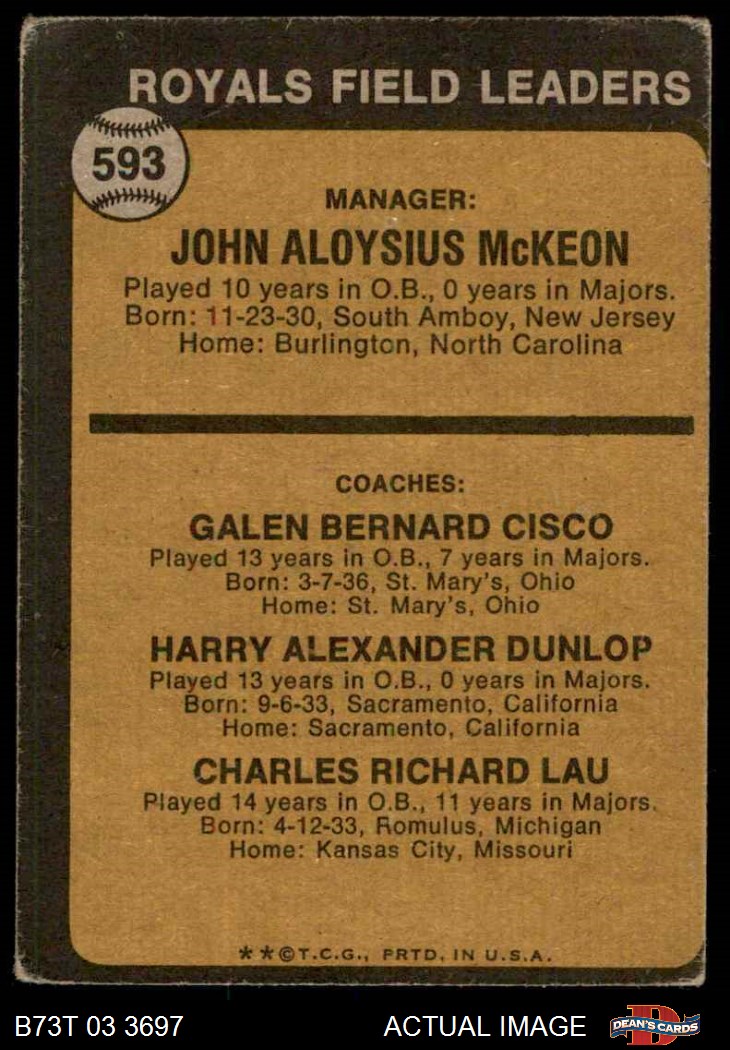 ROYALS FIELD LEADERS
593
MANAGER:
JOHN ALOYSIUS McKEON
Played 10 years in O.B., 0 years in Majors.
Born: 11-23-30, South Amboy, New Jersey
Home: Burlington, North Carolina
COACHES:
GALEN BERNARD CISCO
Played 13 years in O.B., 7 years in Majors.
Born: 3-7-36, St. Mary's, Ohio
Home: St. Mary's, Ohio
HARRY ALEXANDER DUNLOP
Played 13 years in O.B., 0 years in Majors.
Born: 9-6-33, Sacramento, California
Home: Sacramento, California
CHARLES RICHARD LAU
Played 14 years in O.B., 11 years in Majors.
Born: 4-12-33, Romulus, Michigan
Home: Kansas City, Missouri
**©T.C.G., PRTD. IN U.S.A.
B73T 03 3697 ACTUAL IMAGE D DEAN'S CARDS